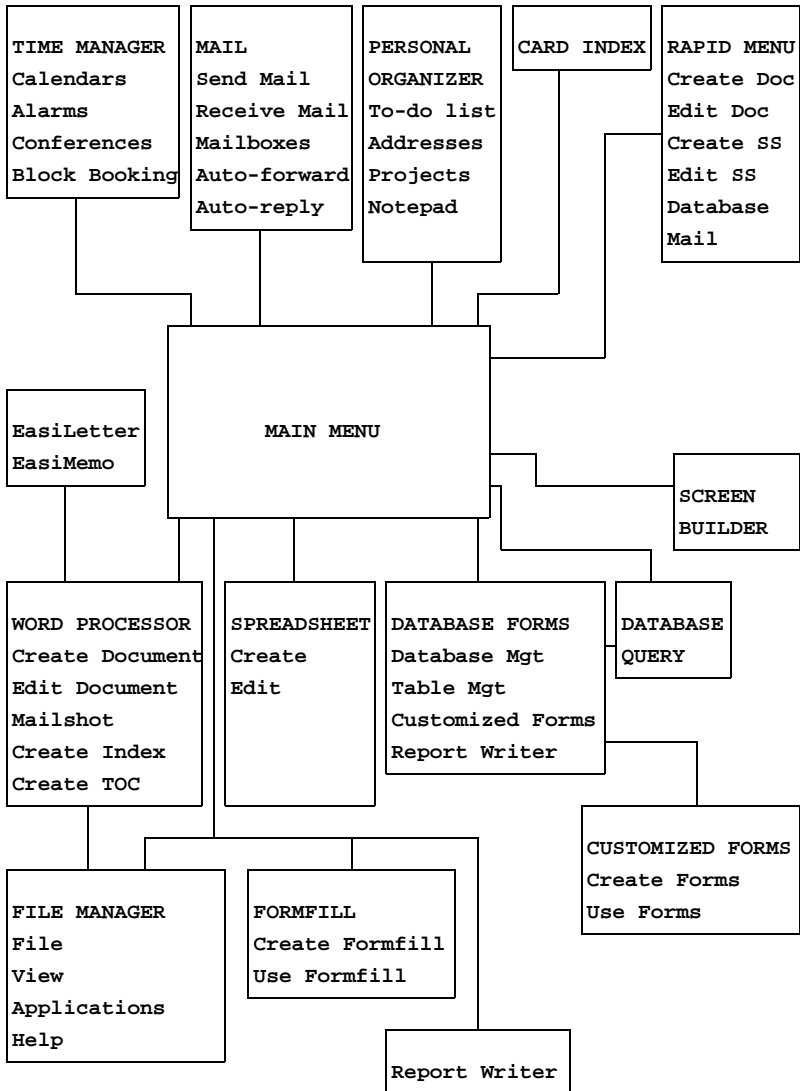 TIME MANAGER
Calendars
Alarms
Conferences
Block Booking
MAIL
Send Mail
Receive Mail
Mailboxes
Auto-forward
Auto-reply
PERSONAL
ORGANIZER
To-do list
Addresses
Projects
Notepad
CARD INDEX
RAPID MENU
Create Doc
Edit Doc
Create SS
Edit SS
Database
Mail
MAIN MENU
EasiLetter
EasiMemo
SCREEN
BUILDER
WORD PROCESSOR
Create Document
Edit Document
Mailshot
Create Index
Create TOC
SPREADSHEET
Create
Edit
DATABASE FORMS
Database Mgt
Table Mgt
Customized Forms
Report Writer
DATABASE
QUERY
CUSTOMIZED FORMS
Create Forms
Use Forms
FILE MANAGER
File
View
Applications
Help
FORMFILL
Create Formfill
Use Formfill
Report Writer